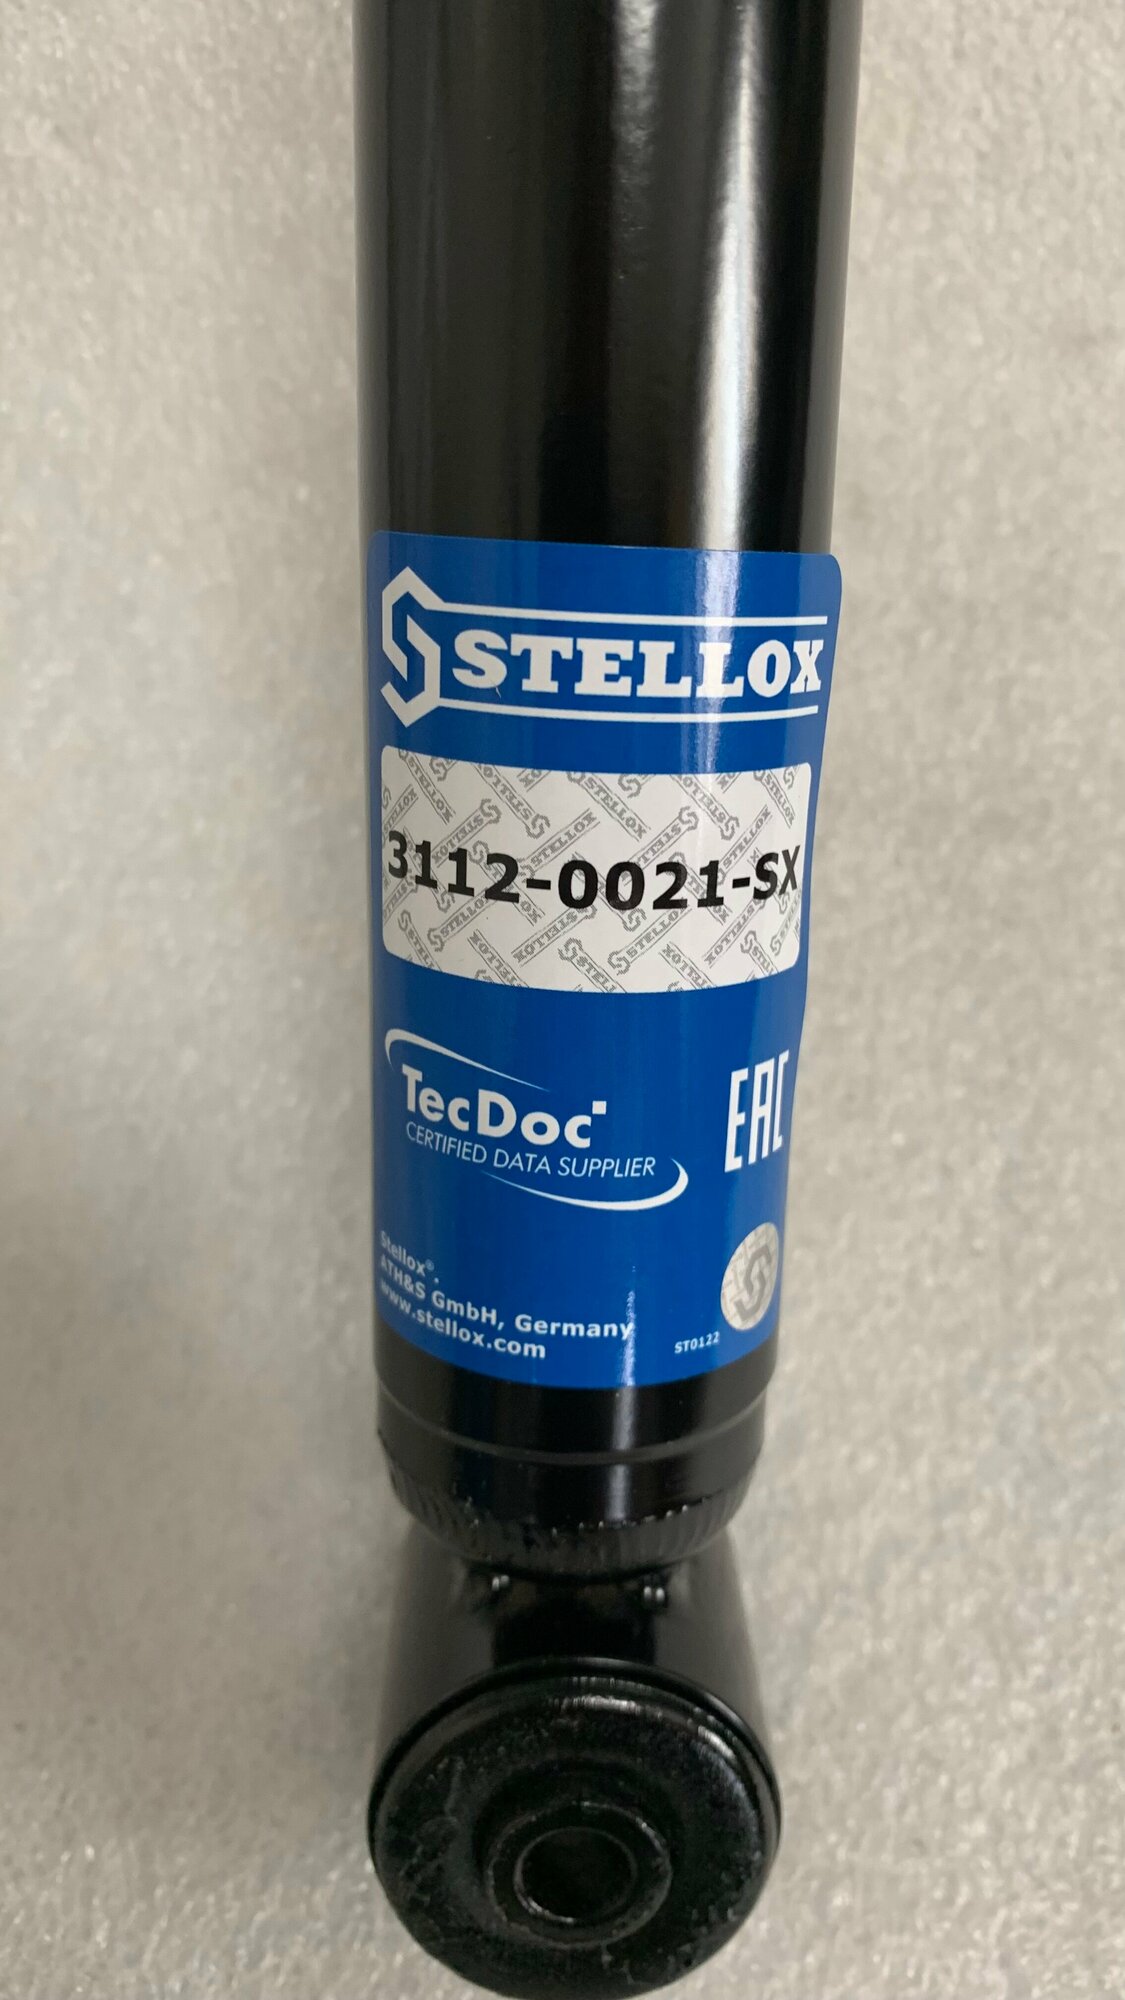 STELLOX
3112-0021-SX
TecDoc
CERTIFIED DATA SUPPLIER
EAC
Stellox®.
ATH&S GmbH, Germany
www.stellox.com
ST0122